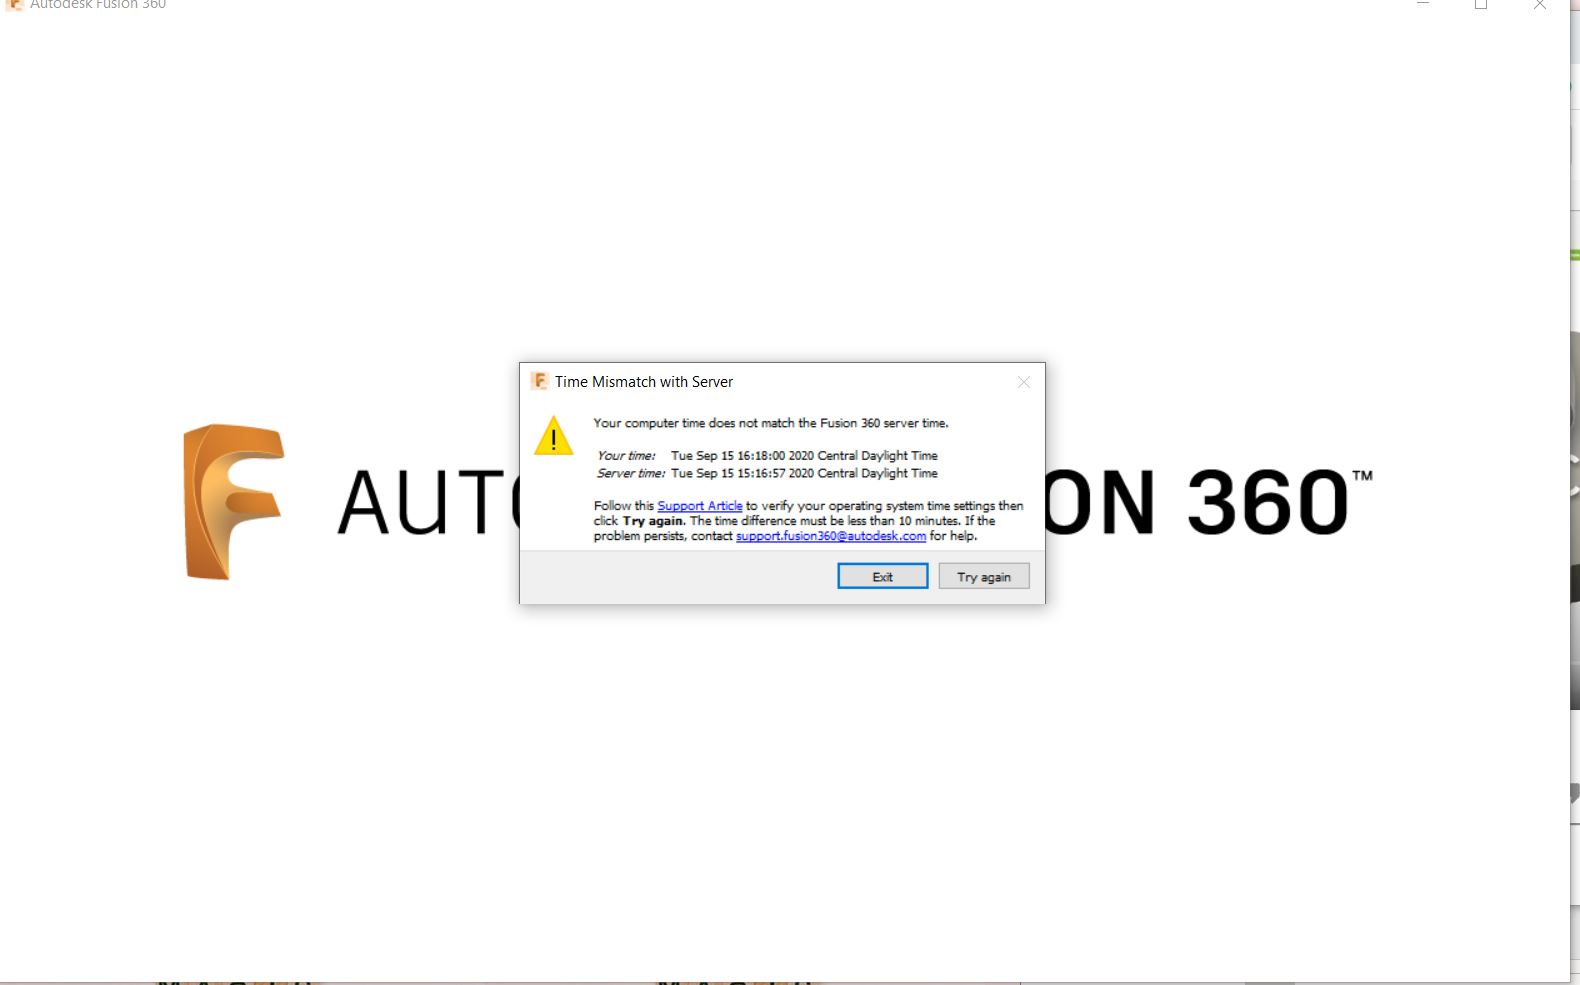 Autodesk Fusion 360
Time Mismatch with Server
Your computer time does not match the Fusion 360 server time.
Your time: Tue Sep 15 16:18:00 2020 Central Daylight Time
Server time: Tue Sep 15 15:16:57 2020 Central Daylight Time
Follow this Support Article to verify your operating system time settings then
click Try again. The time difference must be less than 10 minutes. If the
problem persists, contact support.fusion360@autodesk.com for help.
AUT ON 360™
Exit Try again